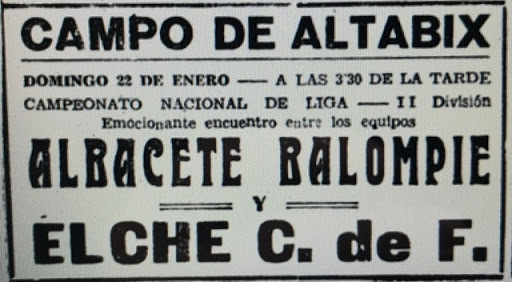 CAMPO DE ALTABIX
DOMINGO 22 DE ENERO — A LAS 3'30 DE LA TARDE
CAMPEONATO NACIONAL DE LIGA — II División
Emocionante encuentro entre los equipos
ALBACETE BALOMPIE
Y
ELCHE C. de F.